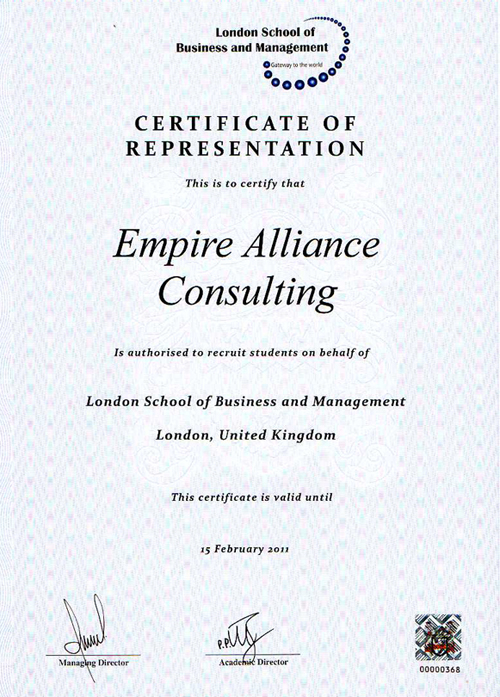 London School of
Business and Management
Gateway to the world
CERTIFICATE OF
REPRESENTATION
This is to certify that
Empire Alliance
Consulting
Is authorised to recruit students on behalf of
London School of Business and Management
London, United Kingdom
This certificate is valid until
15 February 2011
P.P.
Managing Director
Academic Director
00000368